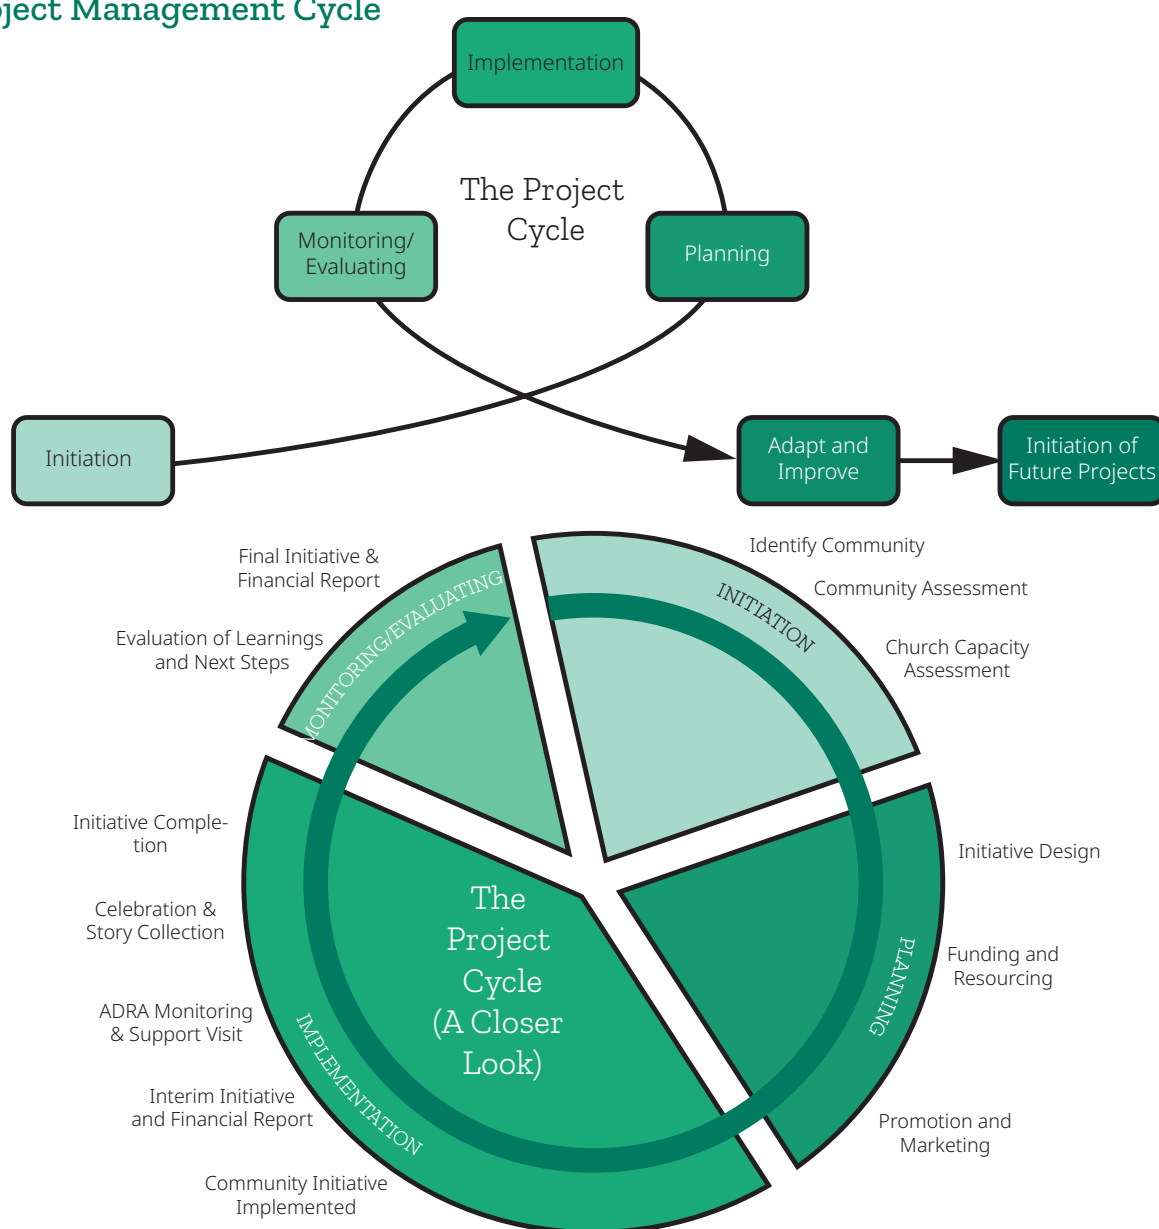 oject Management Cycle
Implementation
The Project
Cycle
Monitoring/
Evaluating
Planning
Initiation
Adapt and
Improve
Initiation of
Future Projects
Final Initiative &
Financial Report
Evaluation of Learnings
and Next Steps
MONITORING/EVALUATING
INITIATION
Identify Community
Community Assessment
Church Capacity
Assessment
Initiative Design
PLANNING
Funding and
Resourcing
Promotion and
Marketing
Initiative Comple-
tion
Celebration &
Story Collection
ADRA Monitoring
& Support Visit
Interim Initiative
and Financial Report
Community Initiative
Implemented
IMPLEMENTATION
The
Project
Cycle
(A Closer
Look)